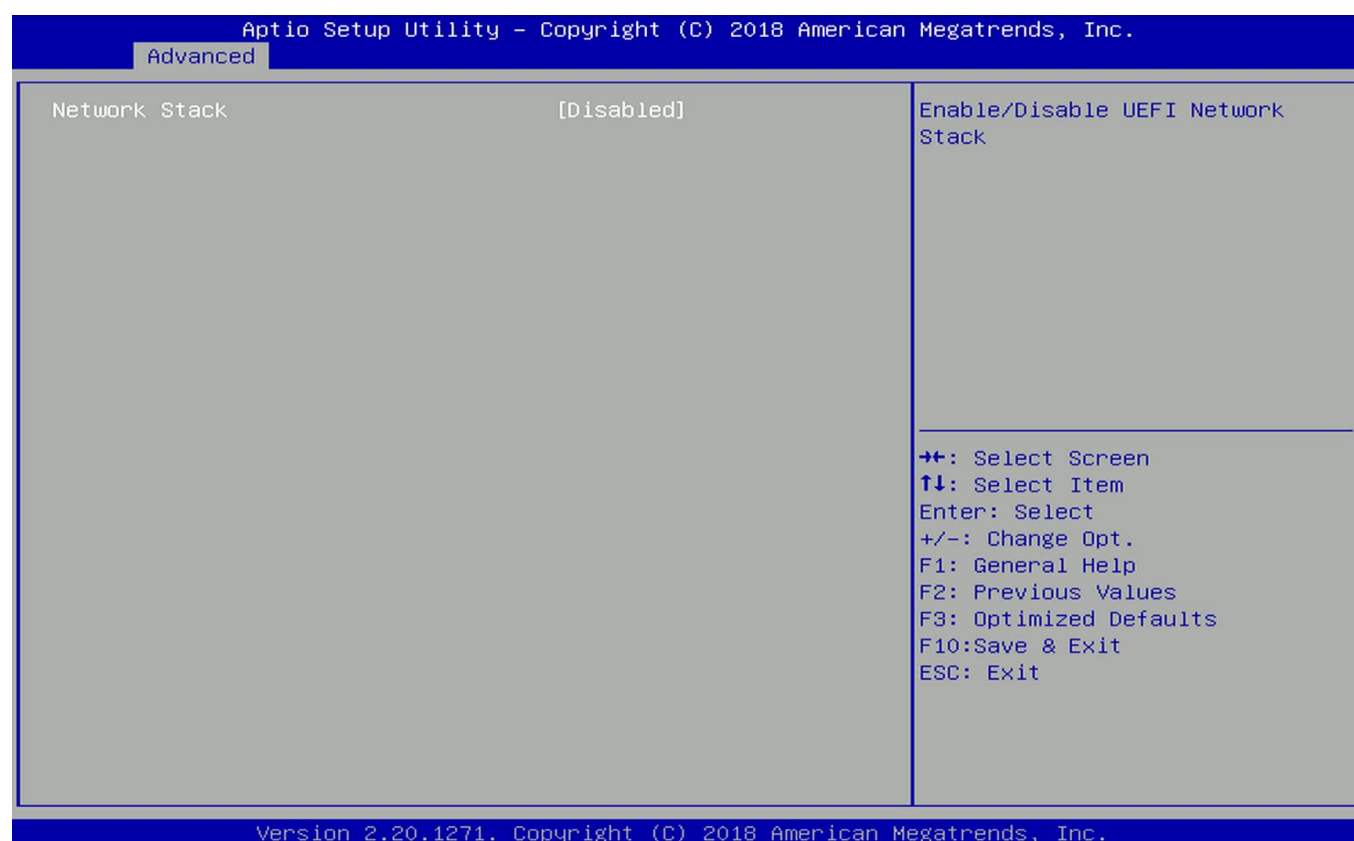 Aptio Setup Utility – Copyright (C) 2018 American Megatrends, Inc.
Advanced
Network Stack [Disabled]
Enable/Disable UEFI Network
Stack
→←: Select Screen
↑↓: Select Item
Enter: Select
+/-: Change Opt.
F1: General Help
F2: Previous Values
F3: Optimized Defaults
F10:Save & Exit
ESC: Exit
Version 2.20.1271. Copyright (C) 2018 American Megatrends, Inc.